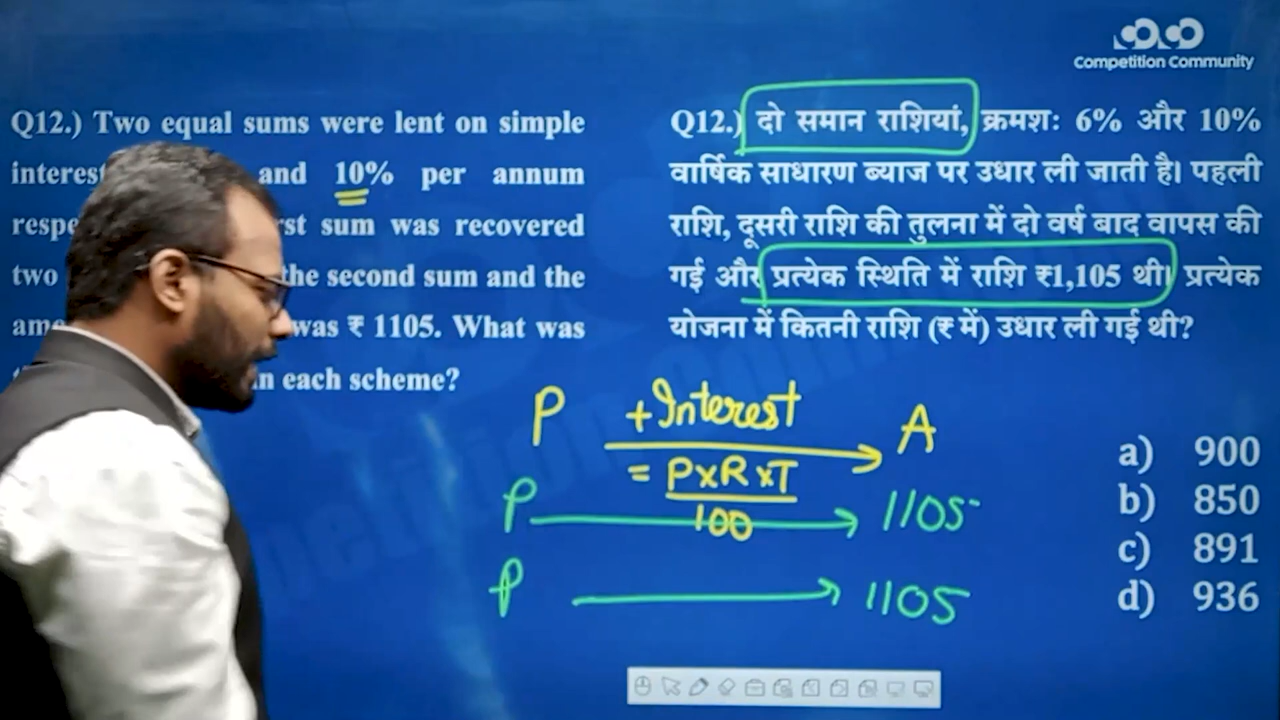 Competition Community
Q12.) Two equal sums were lent on simple
interest and 10% per annum
sum was recovered
two the second sum and the
was ₹ 1105. What was
in each scheme?
Q12.) दो समान राशियां, क्रमश: 6% और 10%
वार्षिक साधारण ब्याज पर उधार ली जाती है। पहली
राशि, दूसरी राशि की तुलना में दो वर्ष बाद वापस की
गई और प्रत्येक स्थिति में राशि ₹1,105 थी। प्रत्येक
योजना में कितनी राशि (₹ में) उधार ली गई थी?
P +Interest A
= P×R×T
100
P 1105
P 1105
a) 900
b) 850
c) 891
d) 936